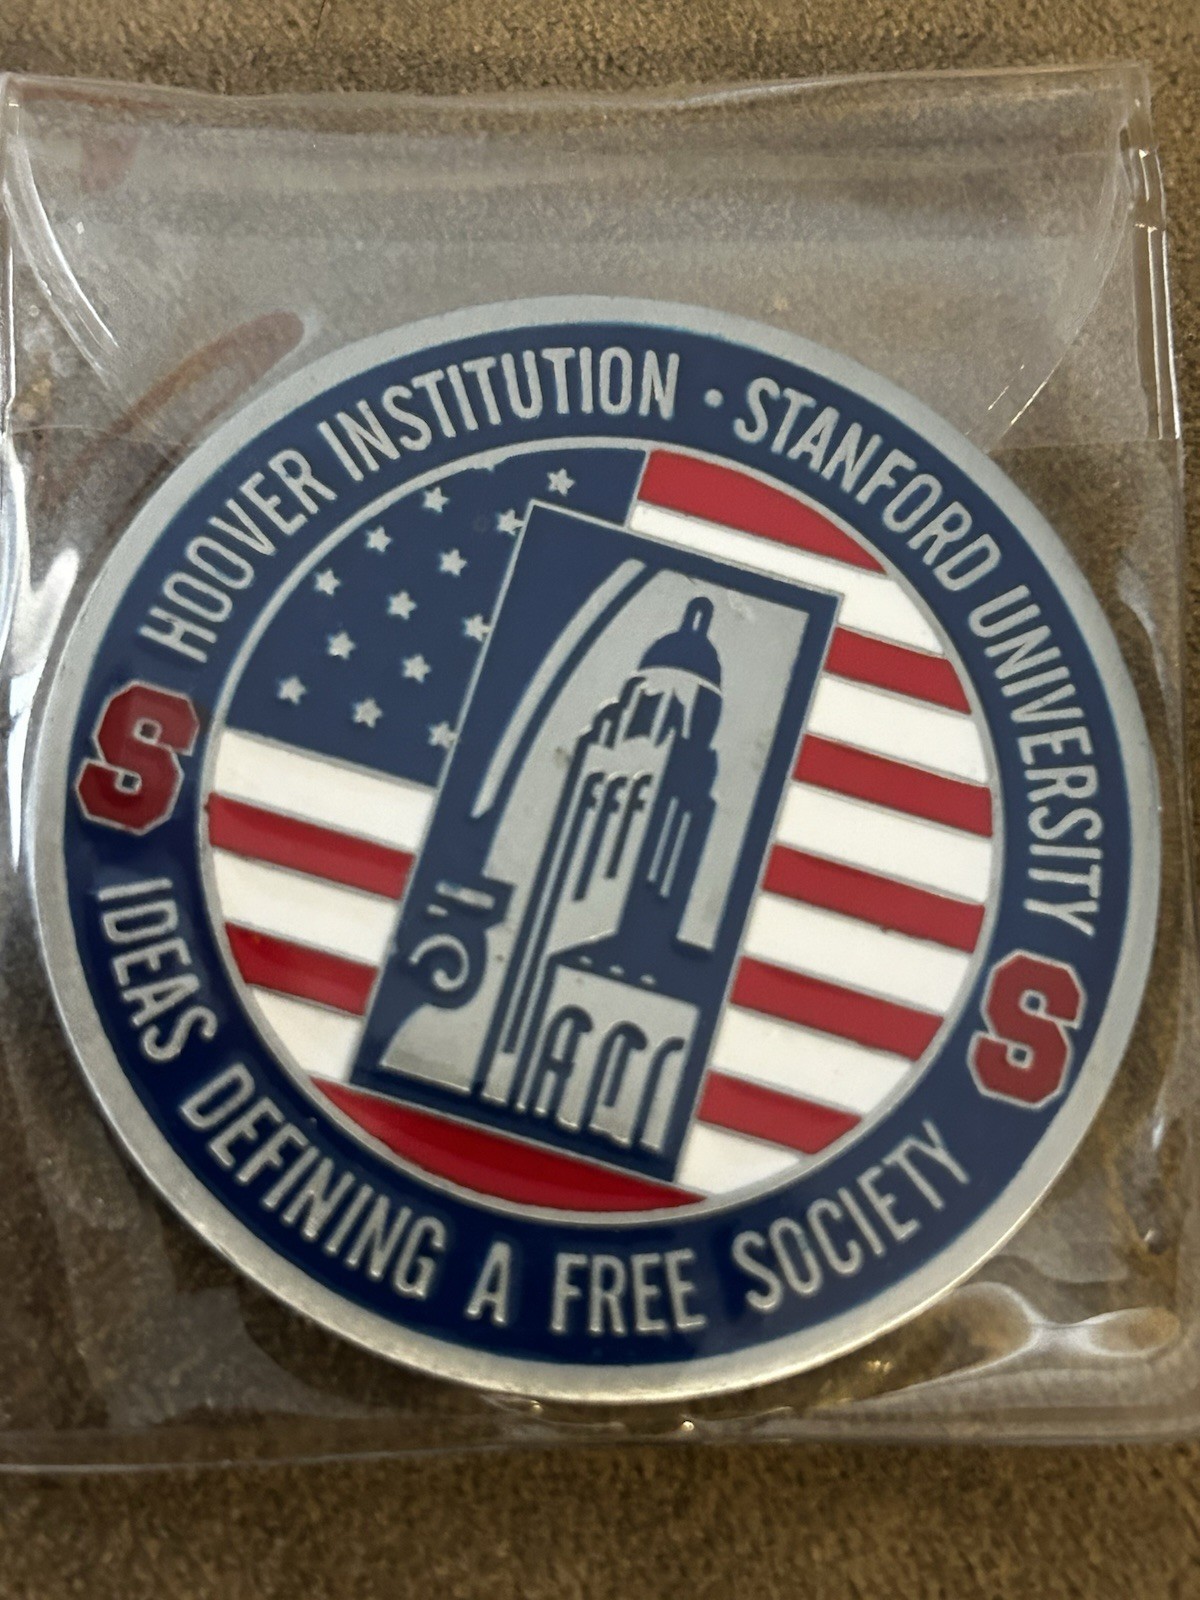 HOOVER INSTITUTION · STANFORD UNIVERSITY
S
S
IDEAS DEFINING A FREE SOCIETY